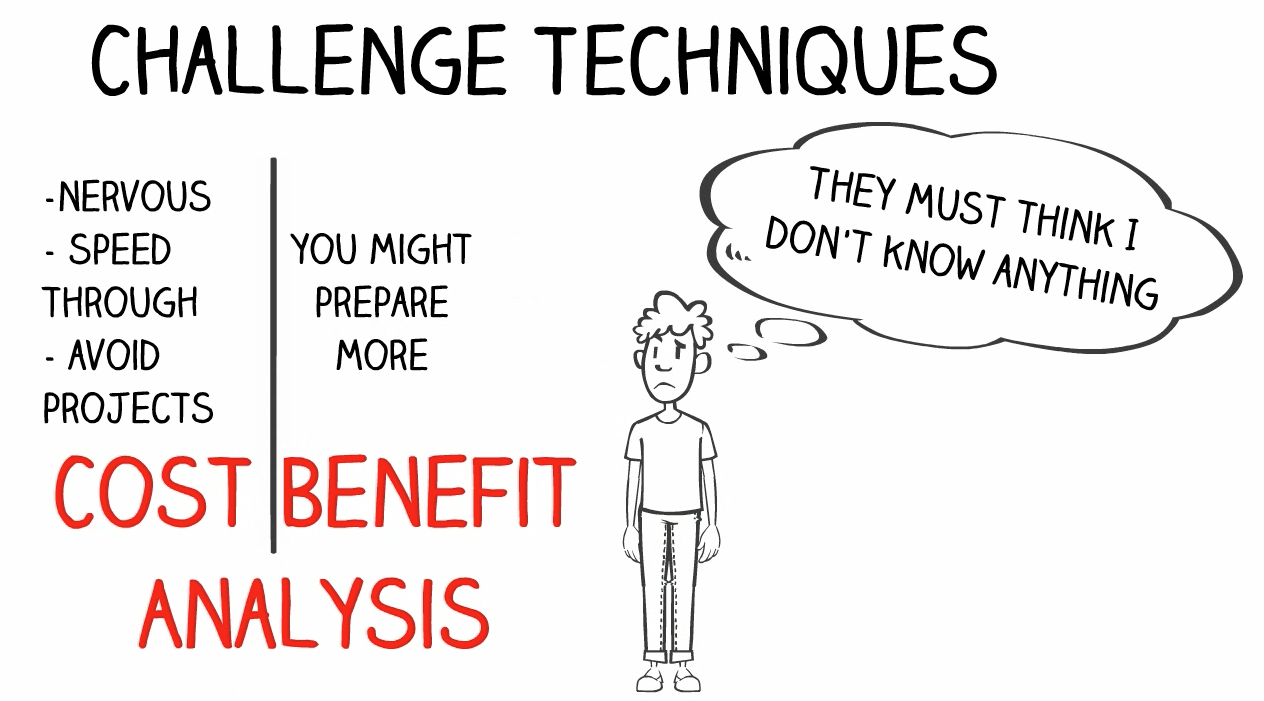 CHALLENGE TECHNIQUES
-NERVOUS
- SPEED
THROUGH
- AVOID
PROJECTS
YOU MIGHT
PREPARE
MORE
COST BENEFIT
ANALYSIS
THEY MUST THINK I
DON'T KNOW ANYTHING